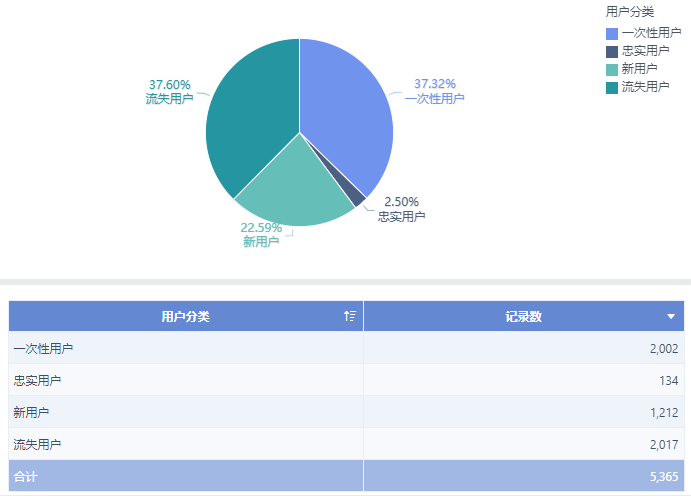 用户分类
一次性用户
忠实用户
新用户
流失用户
37.60%
流失用户
37.32%
一次性用户
2.50%
忠实用户
22.59%
新用户
用户分类 记录数
一次性用户 2,002
忠实用户 134
新用户 1,212
流失用户 2,017
合计 5,365